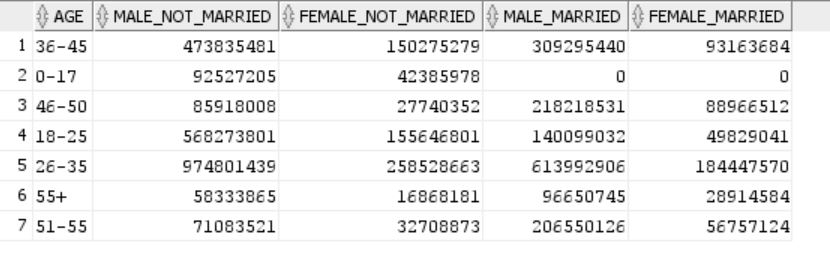 AGE MALE_NOT_MARRIED FEMALE_NOT_MARRIED MALE_MARRIED FEMALE_MARRIED
1 36-45 473835481 150275279 309295440 93163684
2 0-17 92527205 42385978 0 0
3 46-50 85918008 27740352 218218531 88966512
4 18-25 568273801 155646801 140099032 49829041
5 26-35 974801439 258528663 613992906 184447570
6 55+ 58333865 16868181 96650745 28914584
7 51-55 71083521 32708873 206550126 56757124